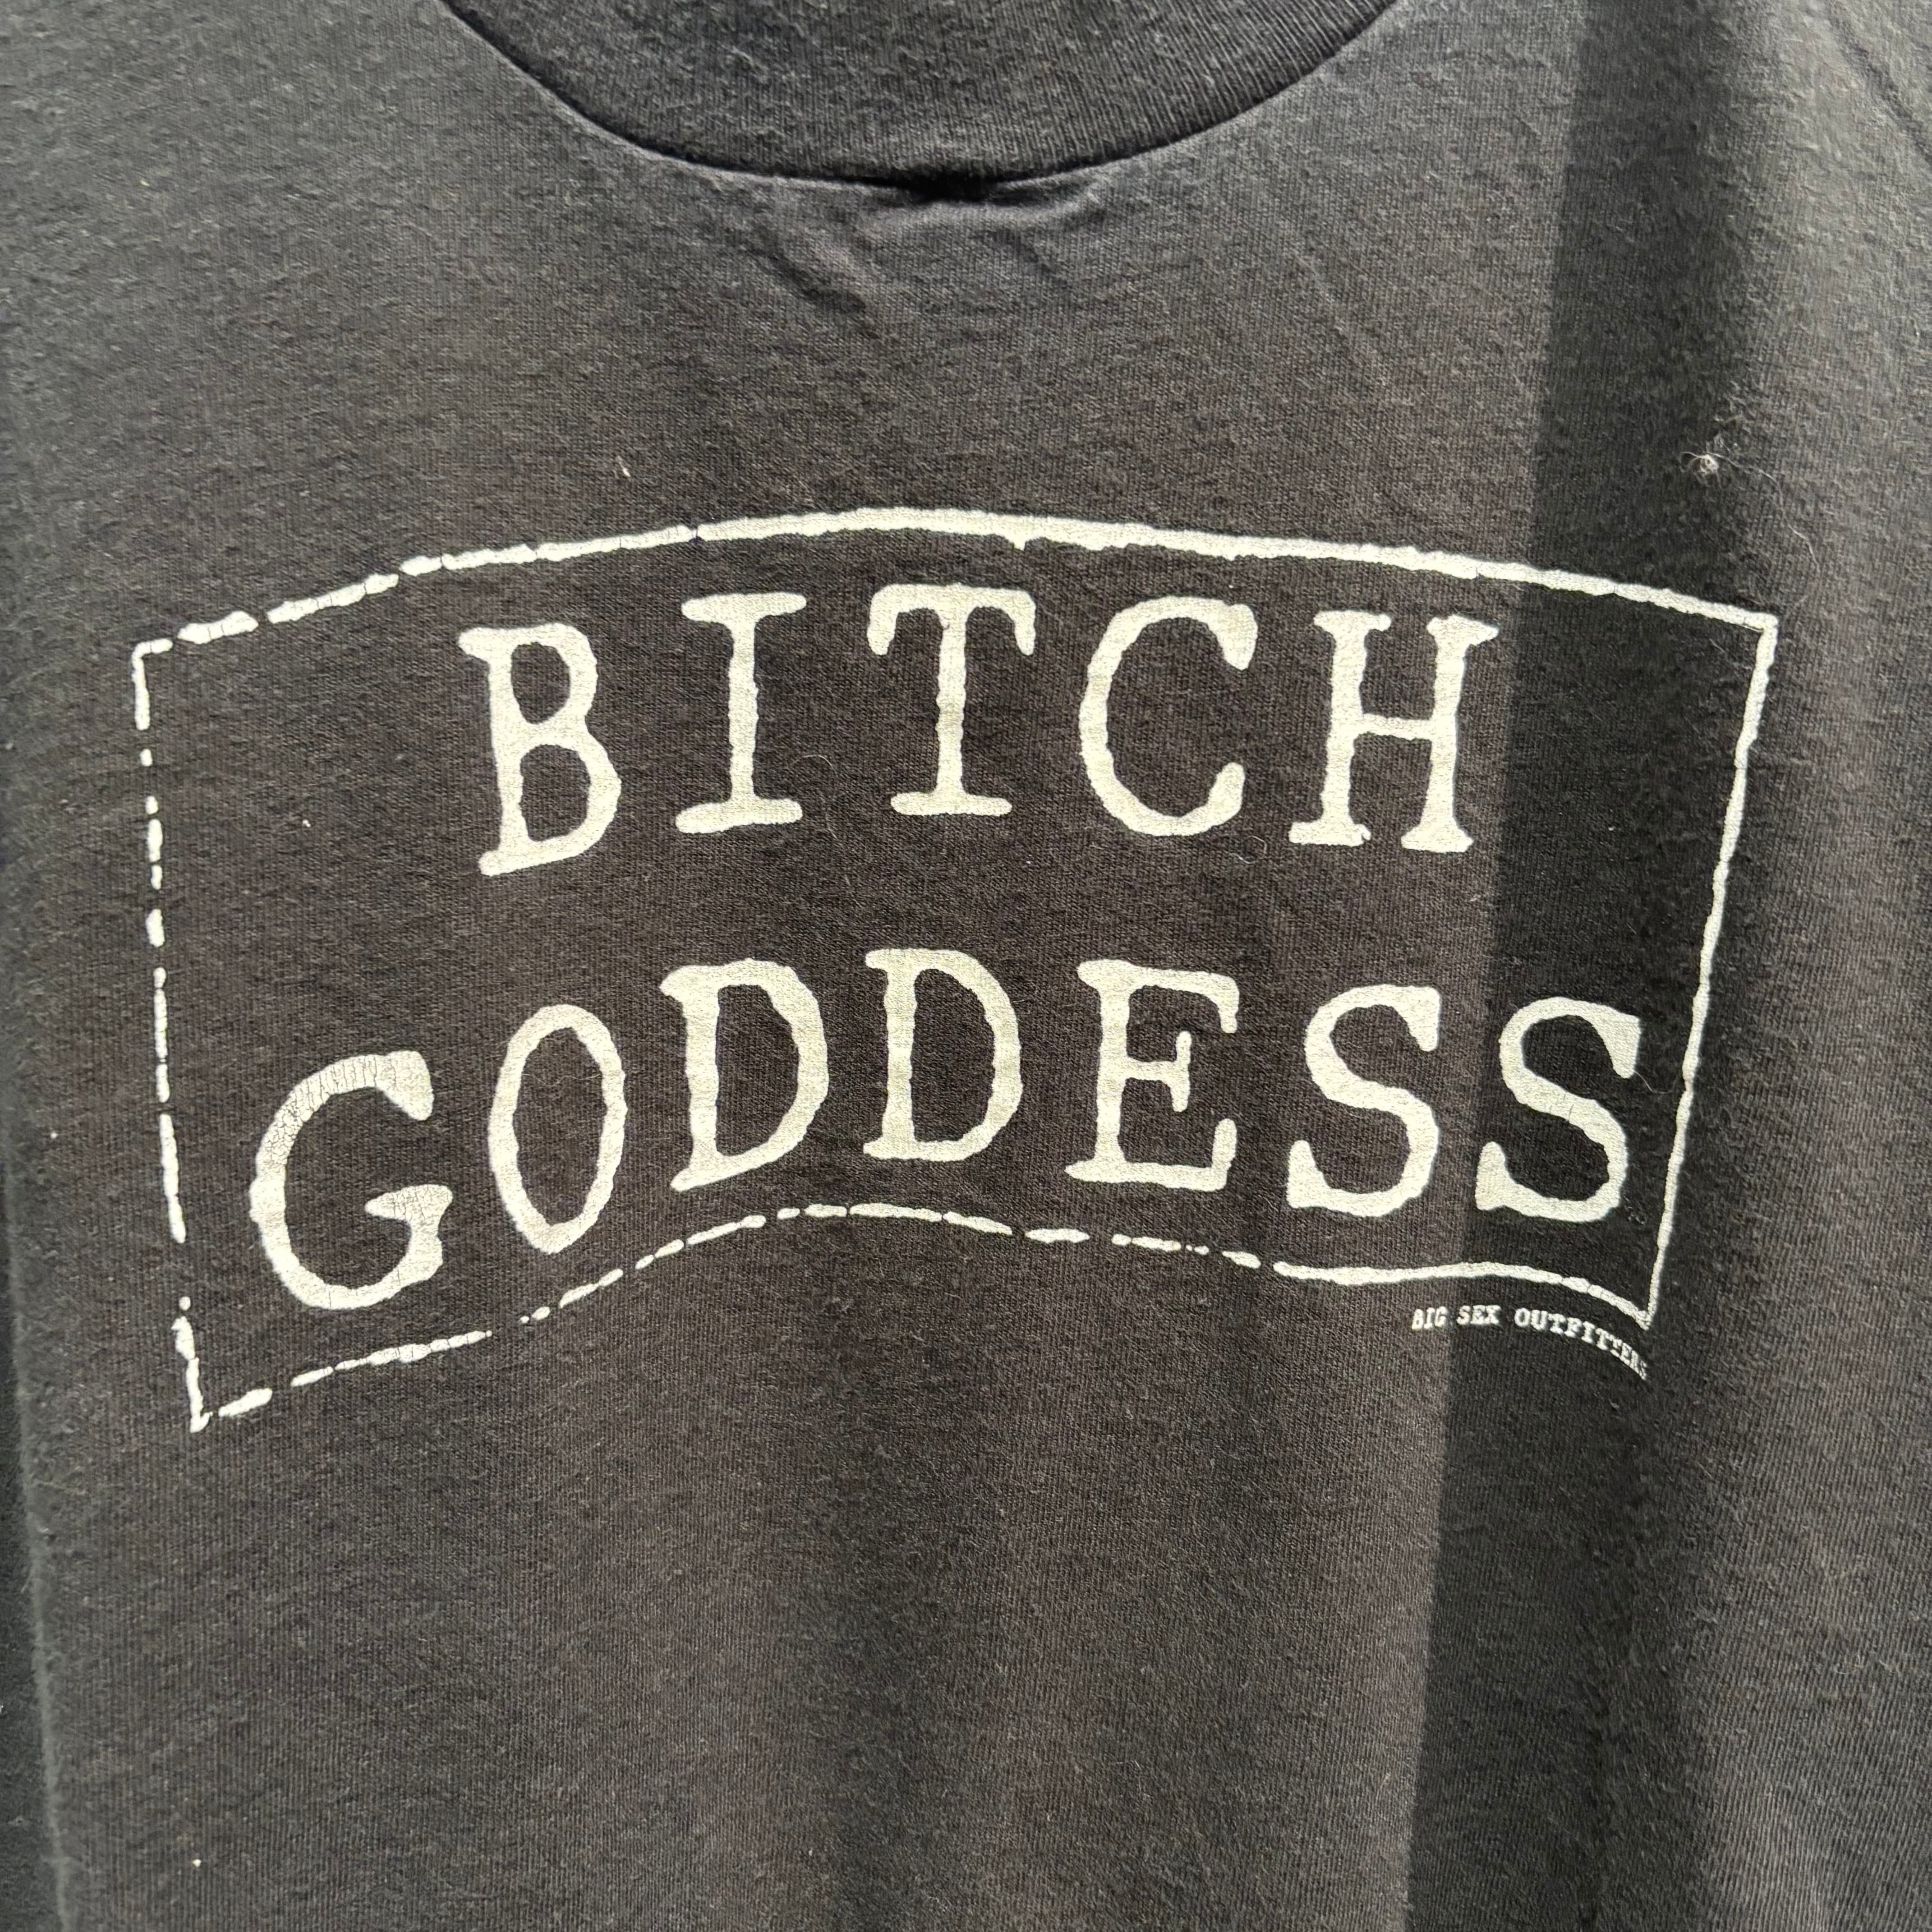 BITCH
GODDESS
BIG SEX OUTFITTERS